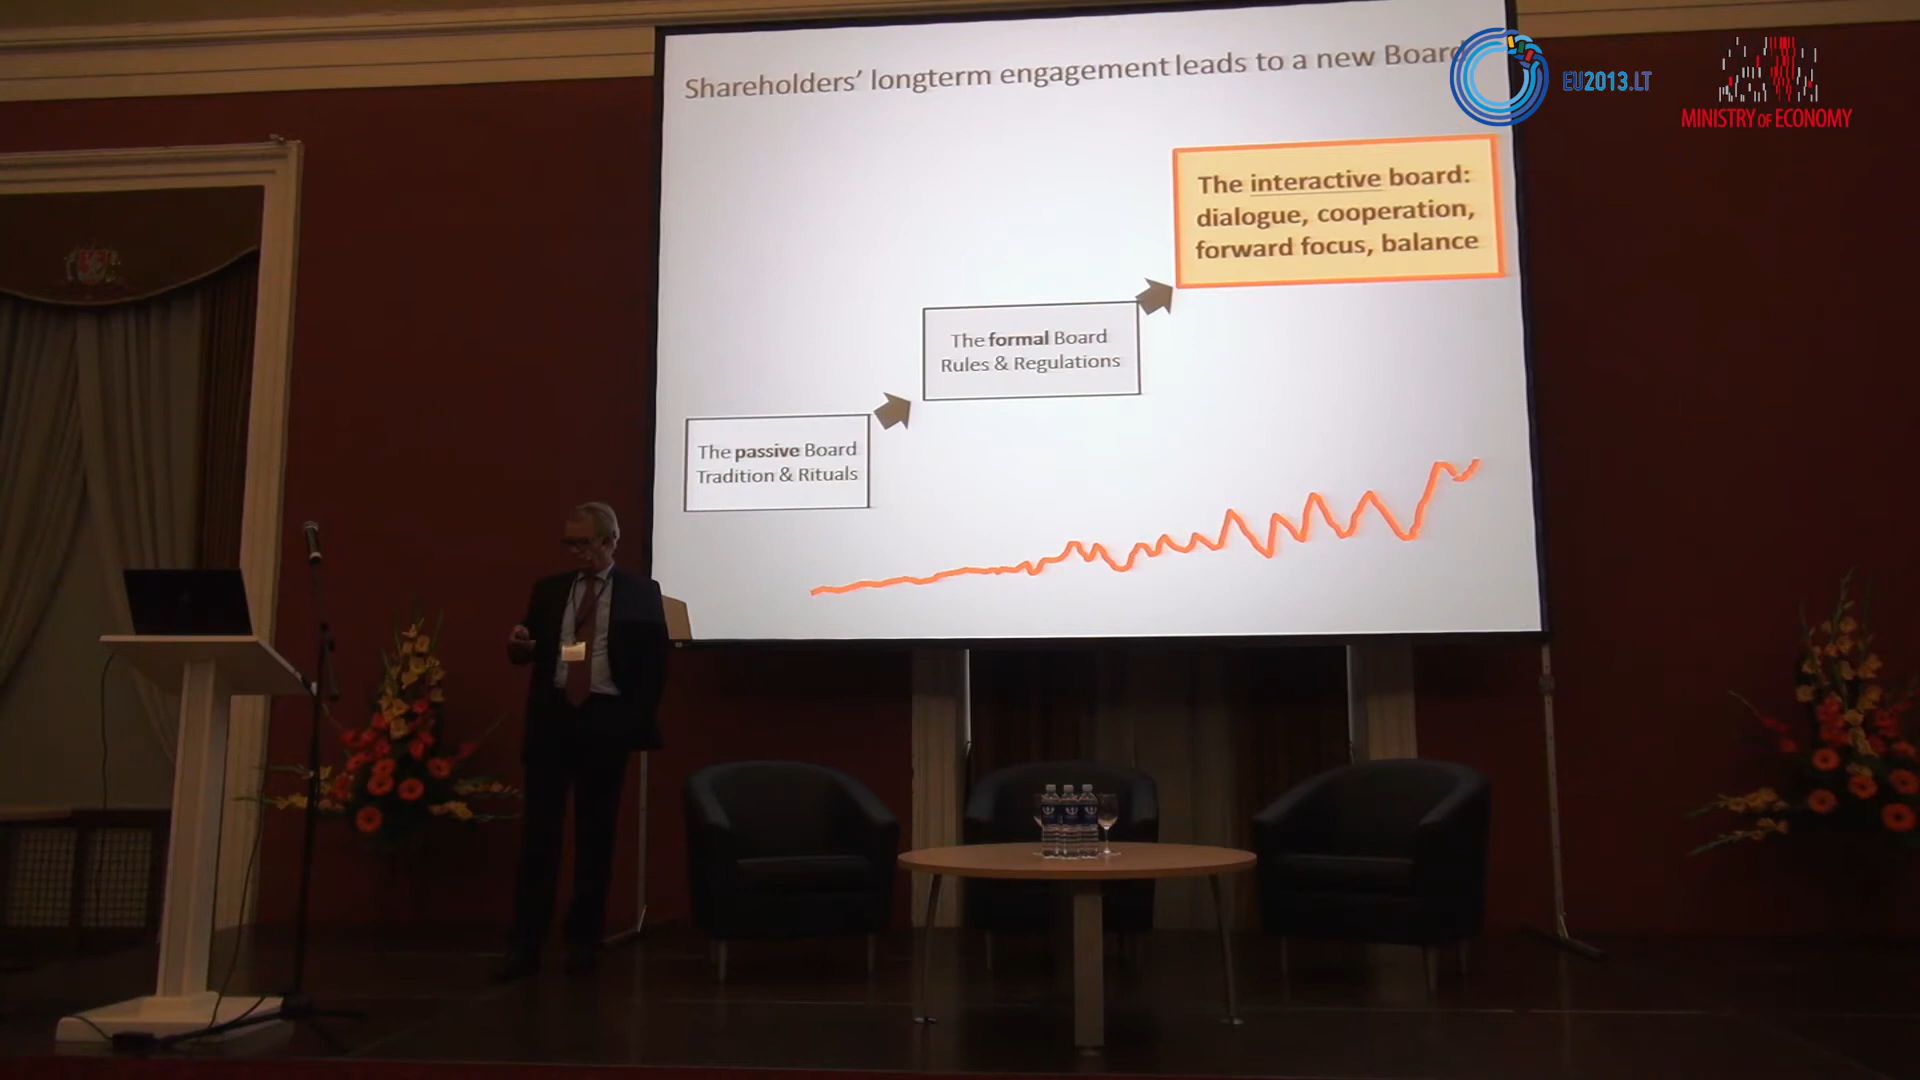 Shareholders' longterm engagement leads to a new Board
EU2013.LT
MINISTRY OF ECONOMY
The interactive board:
dialogue, cooperation,
forward focus, balance
The formal Board
Rules & Regulations
The passive Board
Tradition & Rituals